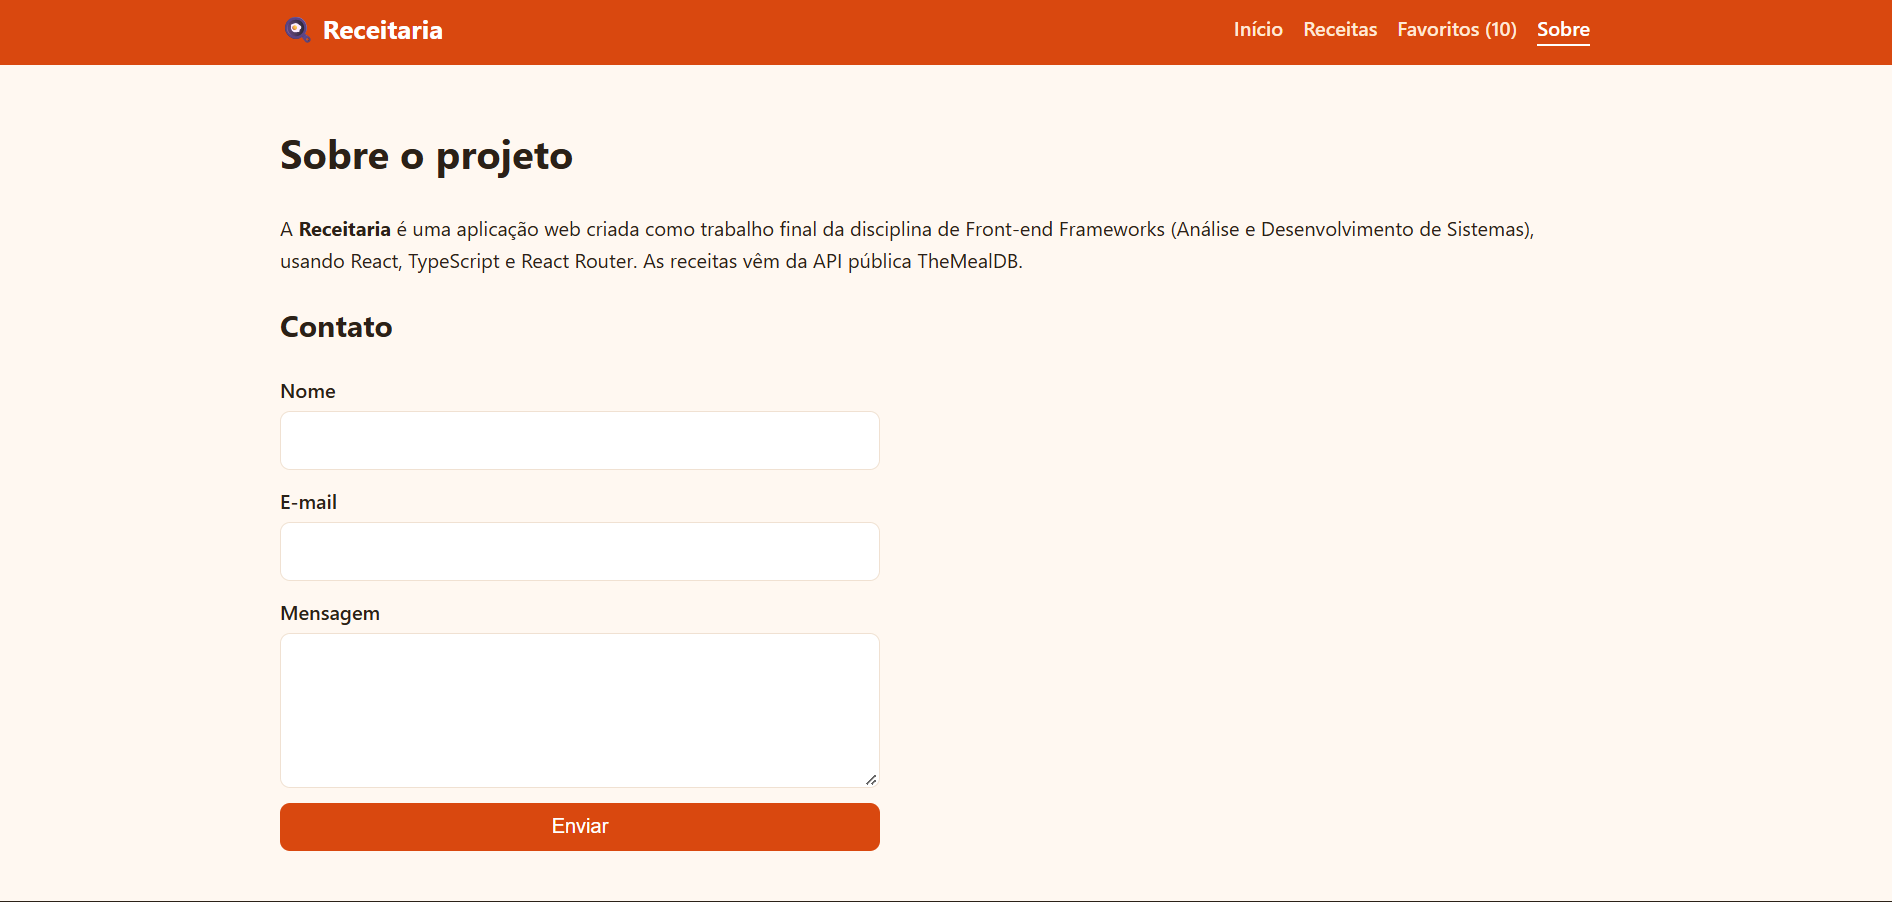 Receitaria
Início Receitas Favoritos (10) Sobre
Sobre o projeto
A Receitaria é uma aplicação web criada como trabalho final da disciplina de Front-end Frameworks (Análise e Desenvolvimento de Sistemas),
usando React, TypeScript e React Router. As receitas vêm da API pública TheMealDB.
Contato
Nome
E-mail
Mensagem
Enviar